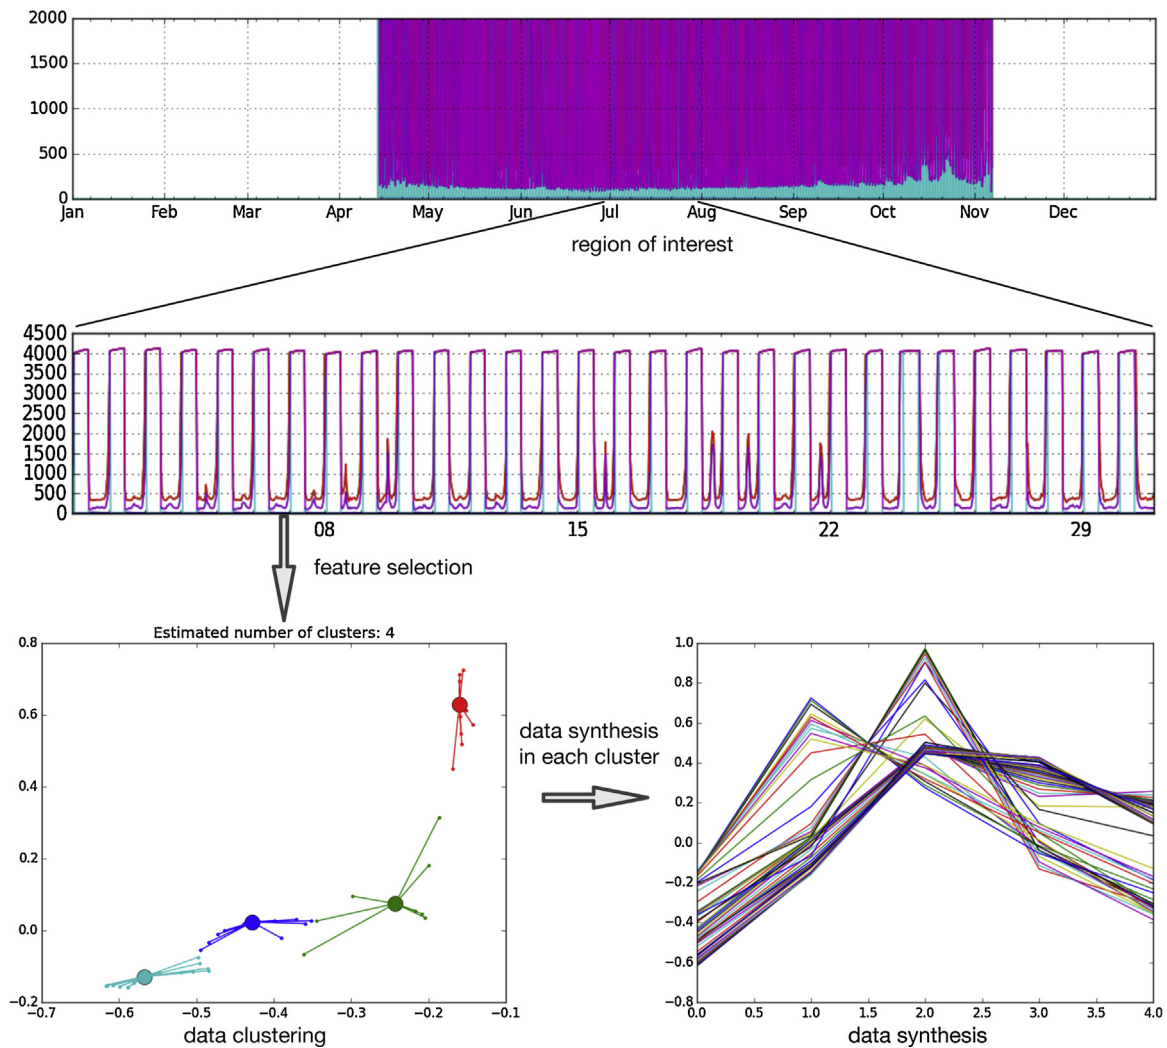 2000
1500
1000
500
0
Jan Feb Mar Apr May Jun Jul Aug Sep Oct Nov Dec
region of interest
4500
4000
3500
3000
2500
2000
1500
1000
500
0
08 15 22 29
feature selection
Estimated number of clusters: 4
0.8
0.6
0.4
0.2
0.0
−0.2
−0.7 −0.6 −0.5 −0.4 −0.3 −0.2 −0.1
data clustering
data synthesis
in each cluster
1.0
0.8
0.6
0.4
0.2
0.0
−0.2
−0.4
−0.6
−0.8
0.0 0.5 1.0 1.5 2.0 2.5 3.0 3.5 4.0
data synthesis